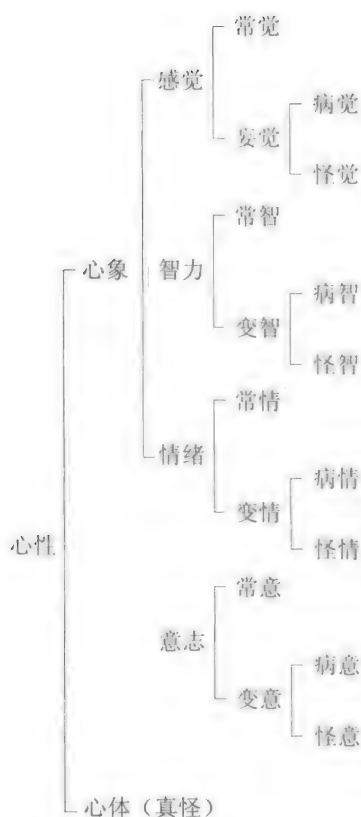 常觉
感觉
病觉
怪觉
常智
心象 智力
病智
变智
怪智
常情
情绪
病情
变情
心性 怪情
常意
意志
病意
变意
怪意
心体（真怪）